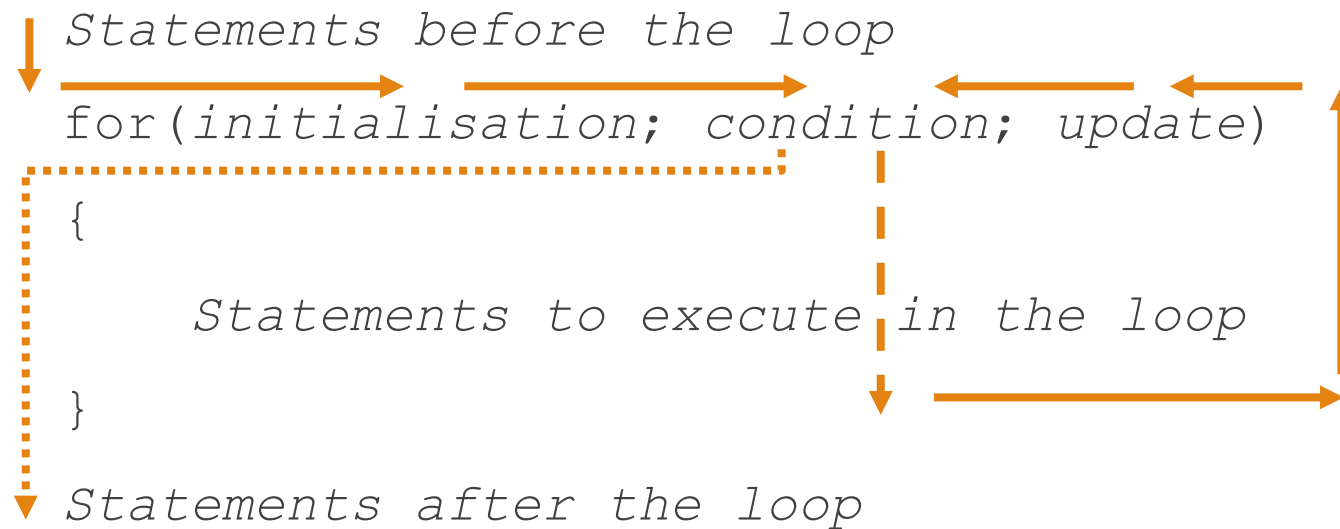 Statements before the loop
for(initialisation; condition; update)
{
Statements to execute in the loop
}
Statements after the loop